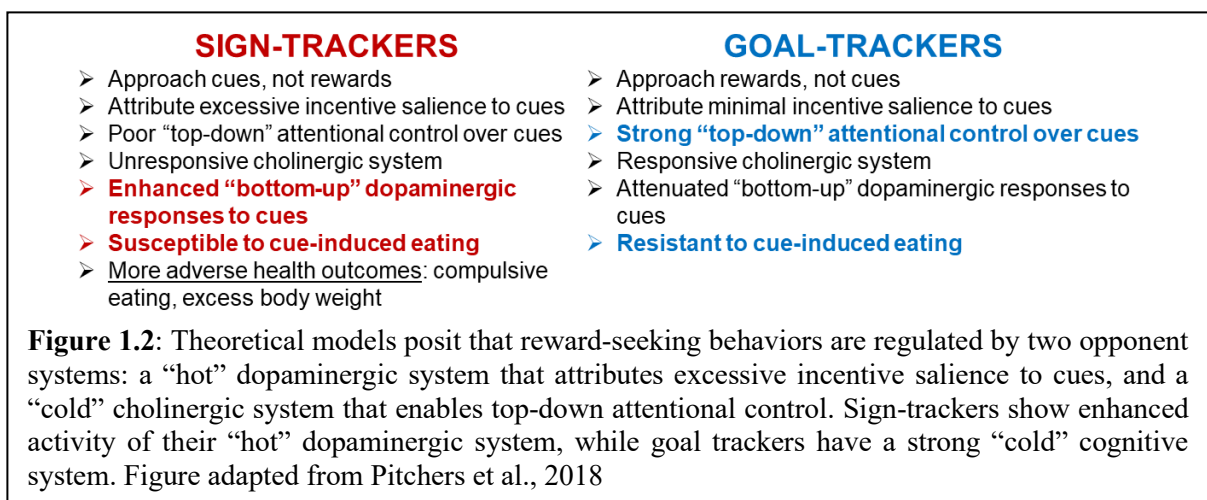 SIGN-TRACKERS
➢ Approach cues, not rewards
➢ Attribute excessive incentive salience to cues
➢ Poor “top-down” attentional control over cues
➢ Unresponsive cholinergic system
➢ Enhanced “bottom-up” dopaminergic
responses to cues
➢ Susceptible to cue-induced eating
➢ More adverse health outcomes: compulsive
eating, excess body weight
GOAL-TRACKERS
➢ Approach rewards, not cues
➢ Attribute minimal incentive salience to cues
➢ Strong “top-down” attentional control over cues
➢ Responsive cholinergic system
➢ Attenuated “bottom-up” dopaminergic responses to
cues
➢ Resistant to cue-induced eating
Figure 1.2: Theoretical models posit that reward-seeking behaviors are regulated by two opponent
systems: a “hot” dopaminergic system that attributes excessive incentive salience to cues, and a
“cold” cholinergic system that enables top-down attentional control. Sign-trackers show enhanced
activity of their “hot” dopaminergic system, while goal trackers have a strong “cold” cognitive
system. Figure adapted from Pitchers et al., 2018